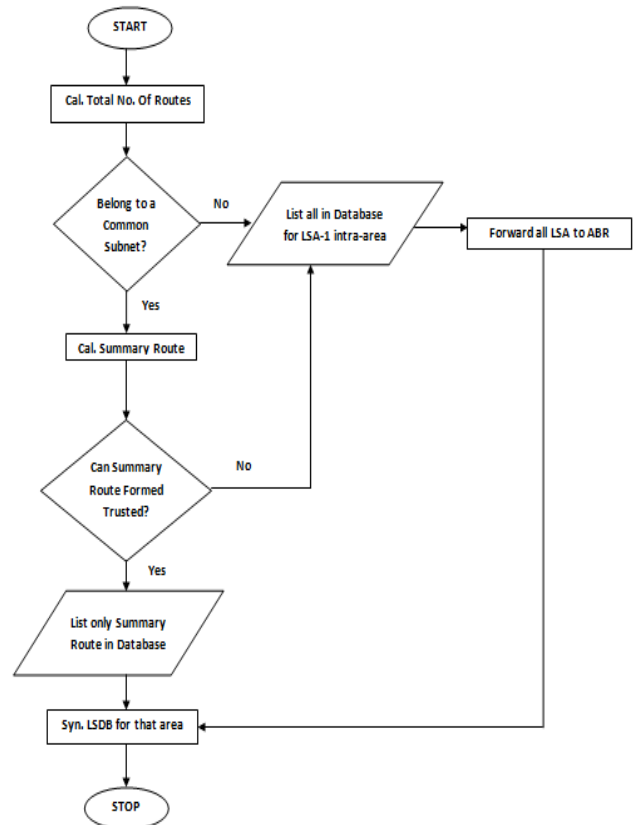 START
Cal. Total No. Of Routes
Belong to a
Common
Subnet?
No
List all in Database
for LSA-1 intra-area
Forward all LSA to ABR
Yes
Cal. Summary Route
Can Summary
Route Formed
Trusted?
No
Yes
List only Summary
Route in Database
Syn. LSDB for that area
STOP